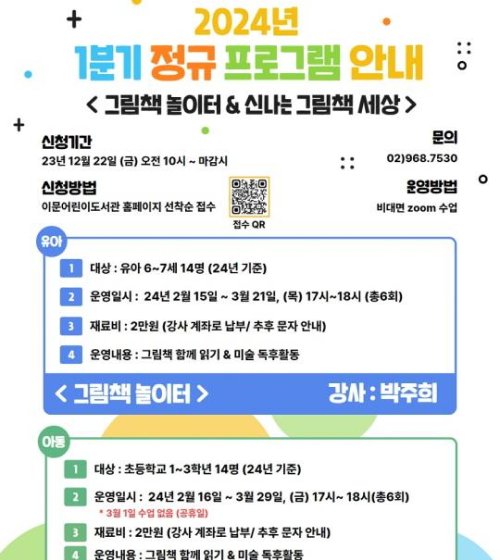 2024년
1분기 정규 프로그램 안내
< 그림책 놀이터 & 신나는 그림책 세상 >
신청기간
23년 12월 22일 (금) 오전 10시 ~ 마감시
문의
02)968.7530
신청방법
이문어린이도서관 홈페이지 선착순 접수
접수 QR
운영방법
비대면 zoom 수업
유아
1 대상 : 유아 6~7세 14명 (24년 기준)
2 운영일시 : 24년 2월 15일 ~ 3월 21일, (목) 17시~18시 (총6회)
3 재료비 : 2만원 (강사 계좌로 납부/ 추후 문자 안내)
4 운영내용 : 그림책 함께 읽기 & 미술 독후활동
< 그림책 놀이터 > 강사 : 박주희
아동
1 대상 : 초등학교 1~3학년 14명 (24년 기준)
2 운영일시 : 24년 2월 16일 ~ 3월 29일, (금) 17시~ 18시(총6회)
* 3월 1일 수업 없음 (공휴일)
3 재료비 : 2만원 (강사 계좌로 납부/ 추후 문자 안내)
4 운영내용 : 그림책 함께 읽기 & 미술 독후활동